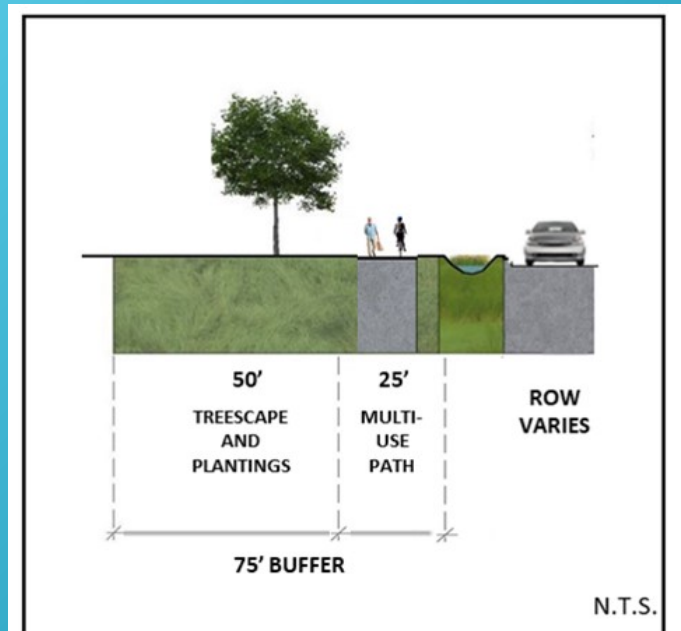 50’
TREESCAPE
AND
PLANTINGS
25’
MULTI-
USE
PATH
ROW
VARIES
75’ BUFFER
N.T.S.